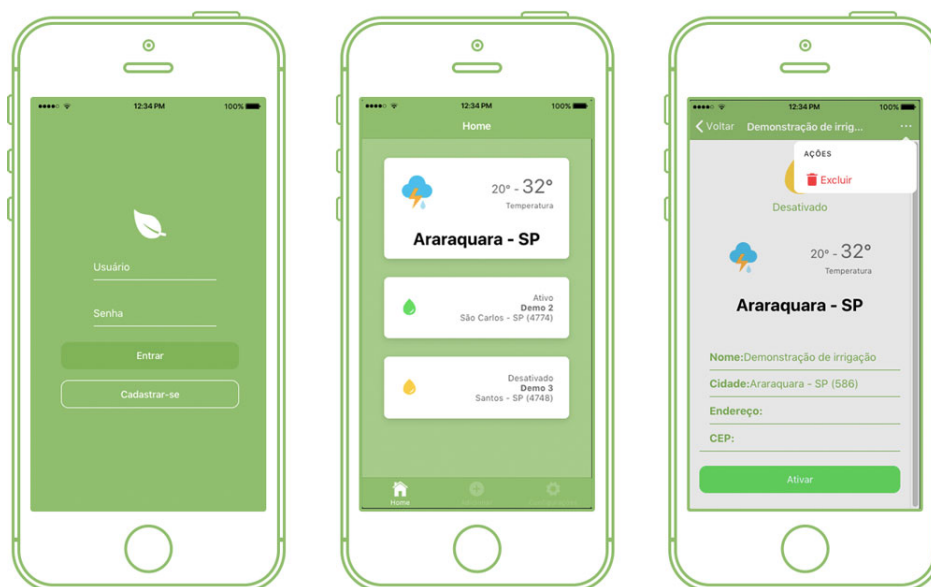 12:34 PM
100%
Usuário
Senha
Entrar
Cadastrar-se
12:34 PM
100%
Home
20° - 32°
Temperatura
Araraquara - SP
Ativo
Demo 2
São Carlos - SP (4774)
Desativado
Demo 3
Santos - SP (4748)
Home
12:34 PM
100%
Voltar Demonstração de irrig... ...
AÇÕES
Excluir
Desativado
20° - 32°
Temperatura
Araraquara - SP
Nome:Demonstração de irrigação
Cidade:Araraquara - SP (586)
Endereço:
CEP:
Ativar